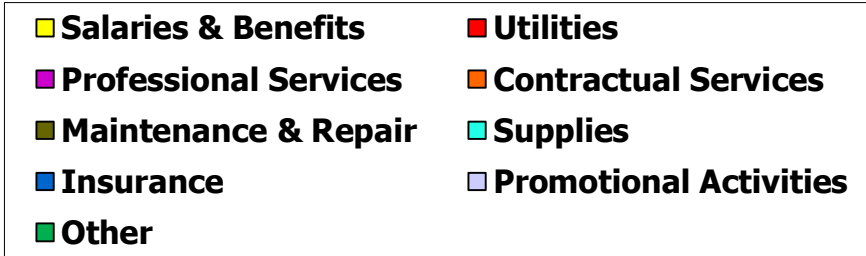 Salaries & Benefits Utilities
Professional Services Contractual Services
Maintenance & Repair Supplies
Insurance Promotional Activities
Other